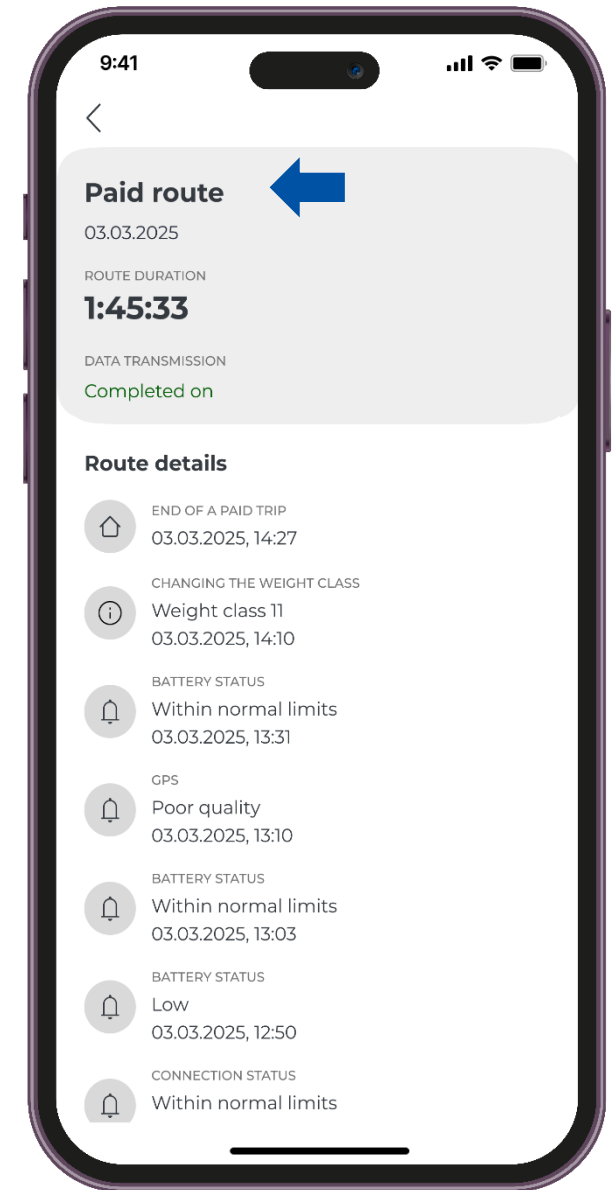 9:41
Paid route
03.03.2025
ROUTE DURATION
1:45:33
DATA TRANSMISSION
Completed on
Route details
END OF A PAID TRIP
03.03.2025, 14:27
CHANGING THE WEIGHT CLASS
Weight class 11
03.03.2025, 14:10
BATTERY STATUS
Within normal limits
03.03.2025, 13:31
GPS
Poor quality
03.03.2025, 13:10
BATTERY STATUS
Within normal limits
03.03.2025, 13:03
BATTERY STATUS
Low
03.03.2025, 12:50
CONNECTION STATUS
Within normal limits